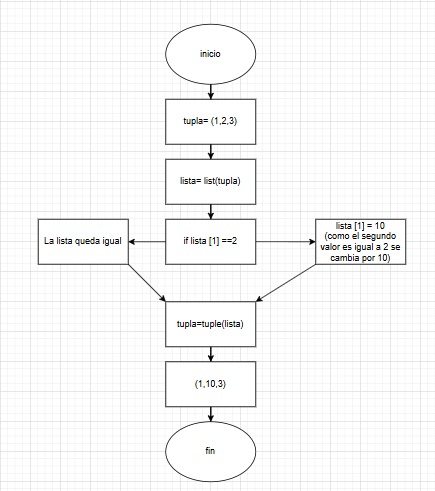 inicio
tupla= (1,2,3)
lista= list(tupla)
La lista queda igual
if lista [1] ==2
lista [1] = 10
(como el segundo
valor es igual a 2 se
cambia por 10)
tupla=tuple(lista)
(1,10,3)
fin